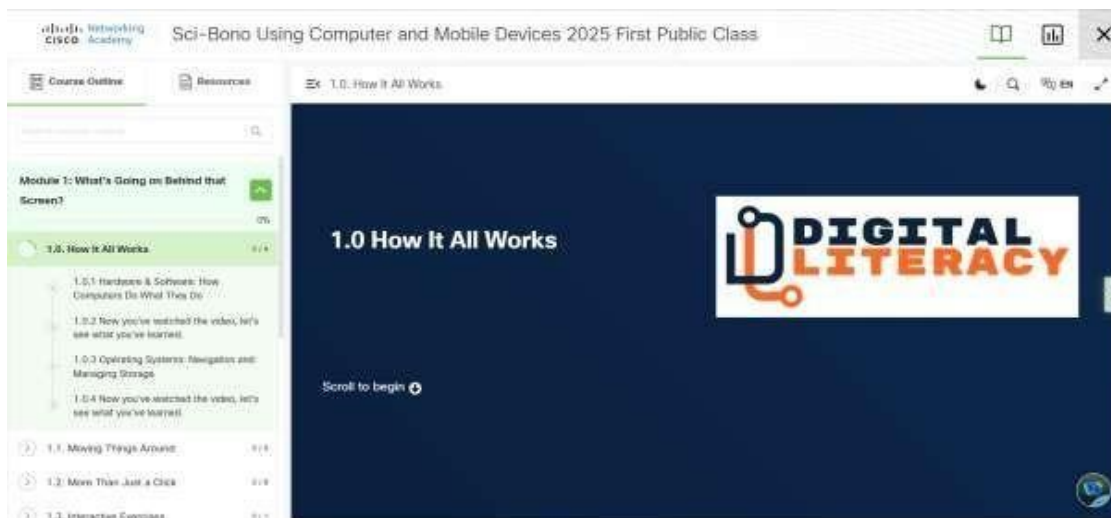 CISCO Networking Academy
Sci-Bono Using Computer and Mobile Devices 2025 First Public Class
Course Outline
Resources
1.0. How It All Works
EN
Module 1: What's Going on Behind that
Screen?
0%
1.0. How It All Works
1.0.1 Hardware & Software: How
Computers Do What They Do
1.0.2 Now you've watched the video, let's
see what you've learned.
1.0.3 Operating Systems: Navigation and
Managing Storage
1.0.4 Now you've watched the video, let's
see what you've learned.
1.1. Moving Things Around
1.2. More Than Just a Click
1.3. Interactive Exercises
1.0 How It All Works
DIGITAL
LITERACY
Scroll to begin